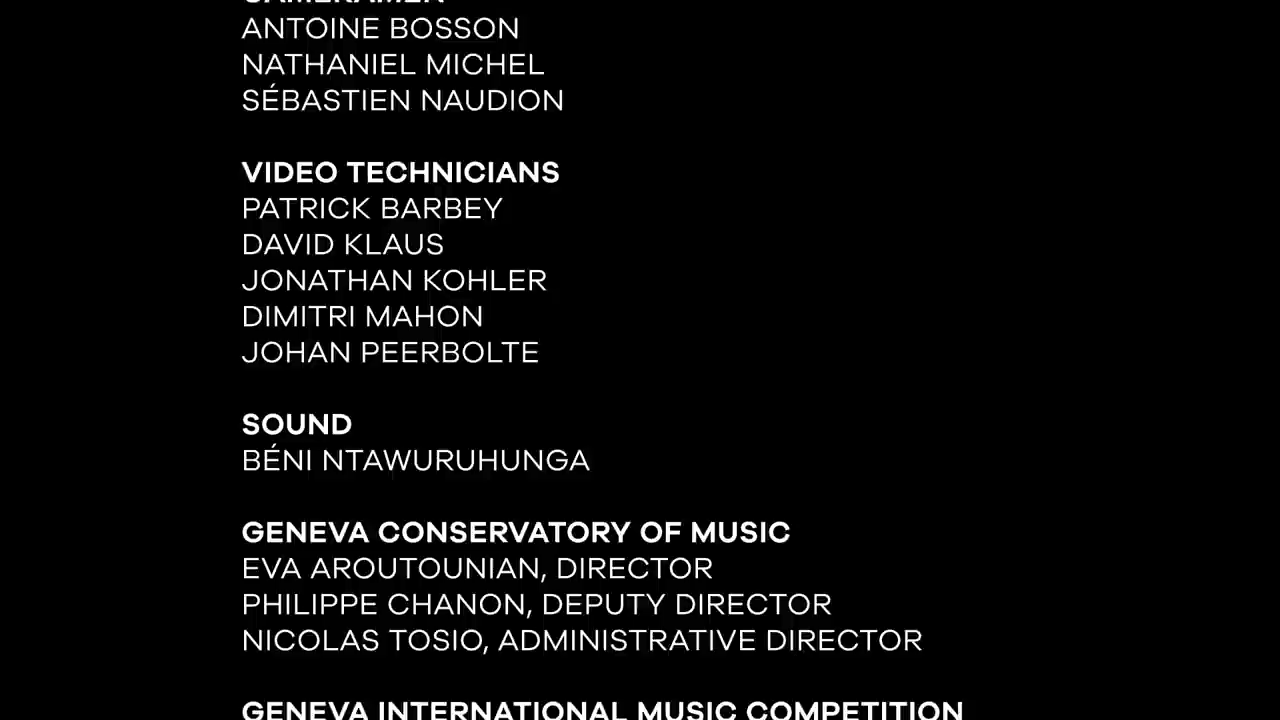 CAMERAMEN
ANTOINE BOSSON
NATHANIEL MICHEL
SÉBASTIEN NAUDION
VIDEO TECHNICIANS
PATRICK BARBEY
DAVID KLAUS
JONATHAN KOHLER
DIMITRI MAHON
JOHAN PEERBOLTE
SOUND
BÉNI NTAWURUHUNGA
GENEVA CONSERVATORY OF MUSIC
EVA AROUTOUNIAN, DIRECTOR
PHILIPPE CHANON, DEPUTY DIRECTOR
NICOLAS TOSIO, ADMINISTRATIVE DIRECTOR
GENEVA INTERNATIONAL MUSIC COMPETITION